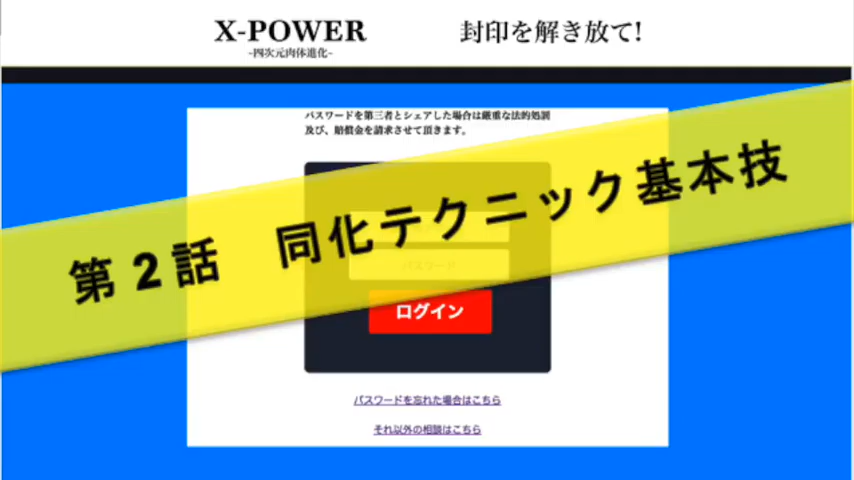 X-POWER
-四次元肉体進化-
封印を解き放て!
パスワードを第三者とシェアした場合は厳重な法的処罰
及び、賠償金を請求させて頂きます。
第2話 同化テクニック基本技
パスワード
ログイン
パスワードを忘れた場合はこちら
それ以外の相談はこちら